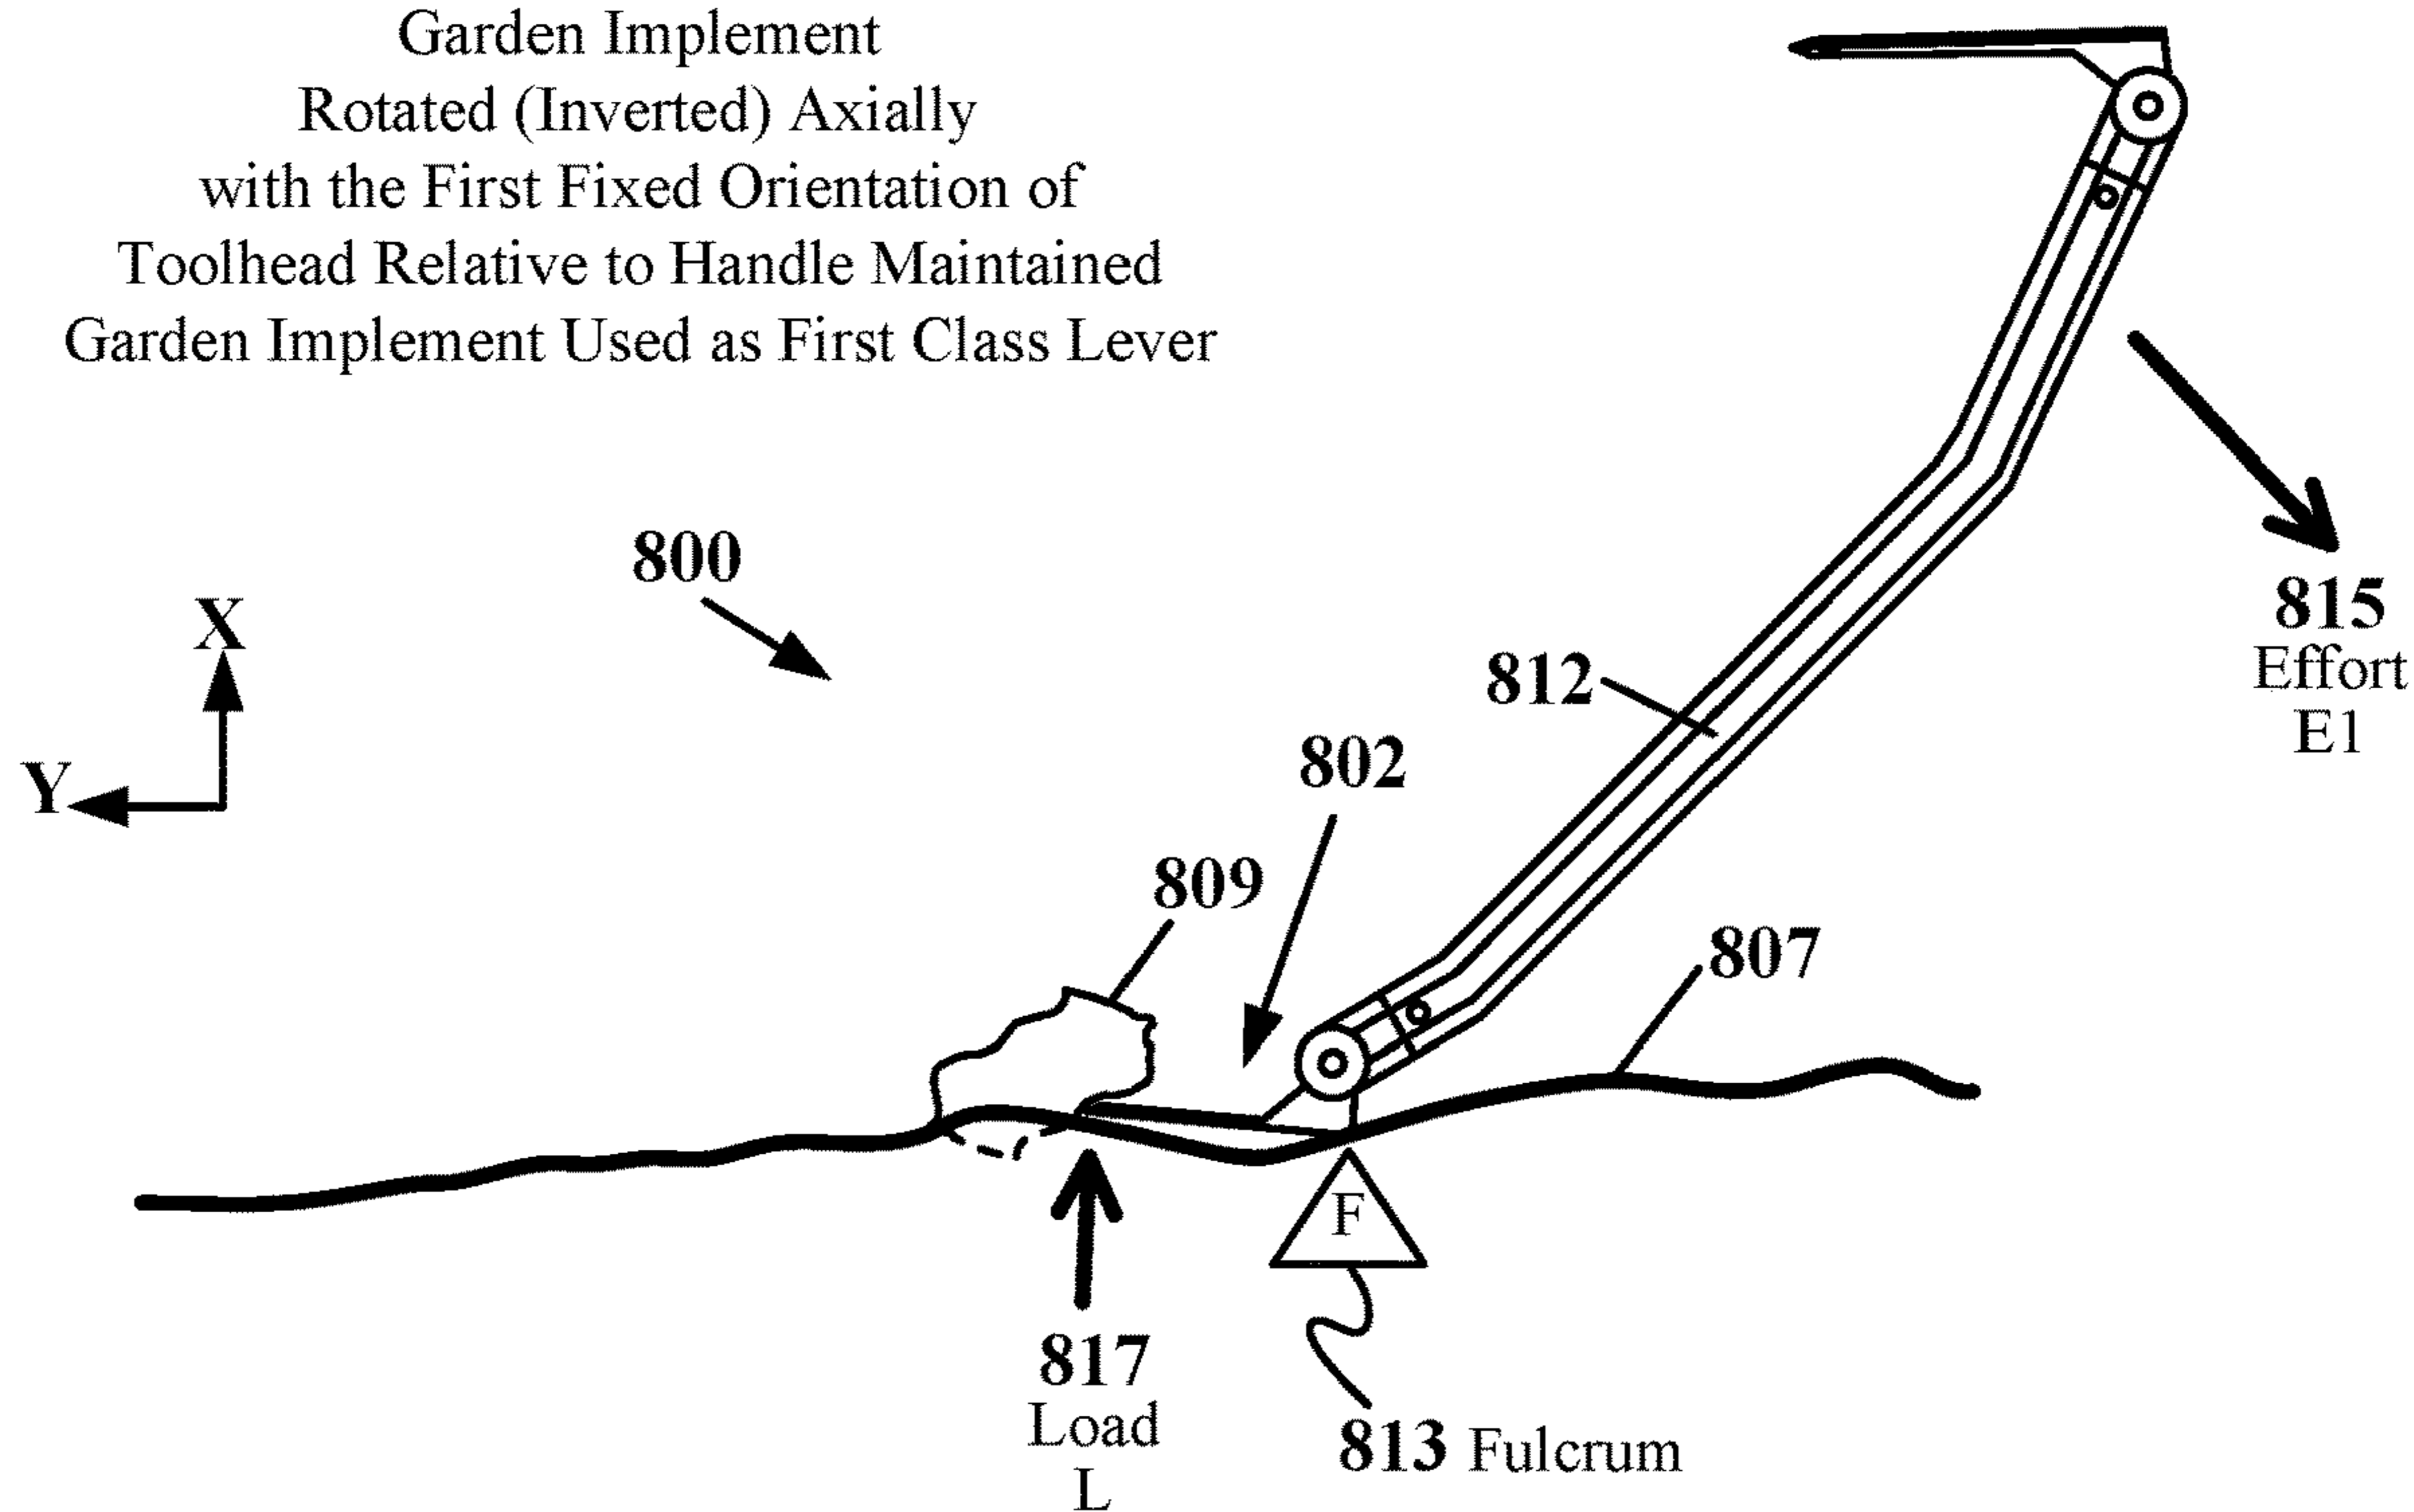 Garden Implement
Rotated (Inverted) Axially
with the First Fixed Orientation of
Toolhead Relative to Handle Maintained
Garden Implement Used as First Class Lever
800
X
Y
815
Effort
E1
812
802
809
807
F
817
Load
L
813 Fulcrum